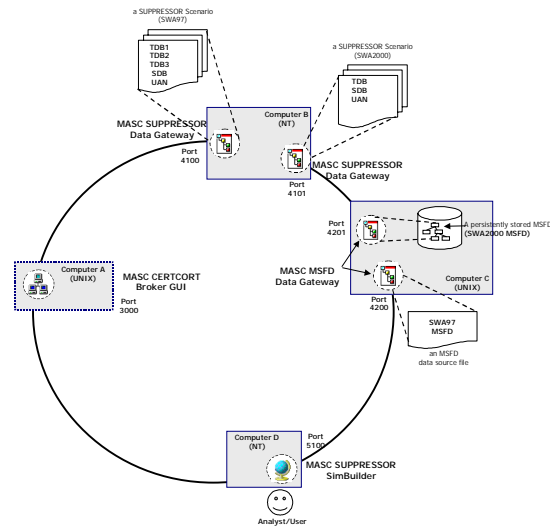 a SUPPRESSOR Scenario
(SWA97)
TDB1
TDB2
TDB3
SDB
UAN
a SUPPRESSOR Scenario
(SWA2000)
TDB
SDB
UAN
MASC SUPPRESSOR
Data Gateway
Port
4100
Computer B
(NT)
MASC SUPPRESSOR
Data Gateway
Port
4101
Port
4201
A persistently stored MSFD
(SWA2000 MSFD)
MASC MSFD
Data Gateway
Computer C
(UNIX)
Port
4200
SWA97
MSFD
an MSFD
data source file
Computer A
(UNIX)
MASC CERTCORT
Broker GUI
Port
3000
Computer D
(NT)
Port
5100
MASC SUPPRESSOR
SimBuilder
Analyst/User